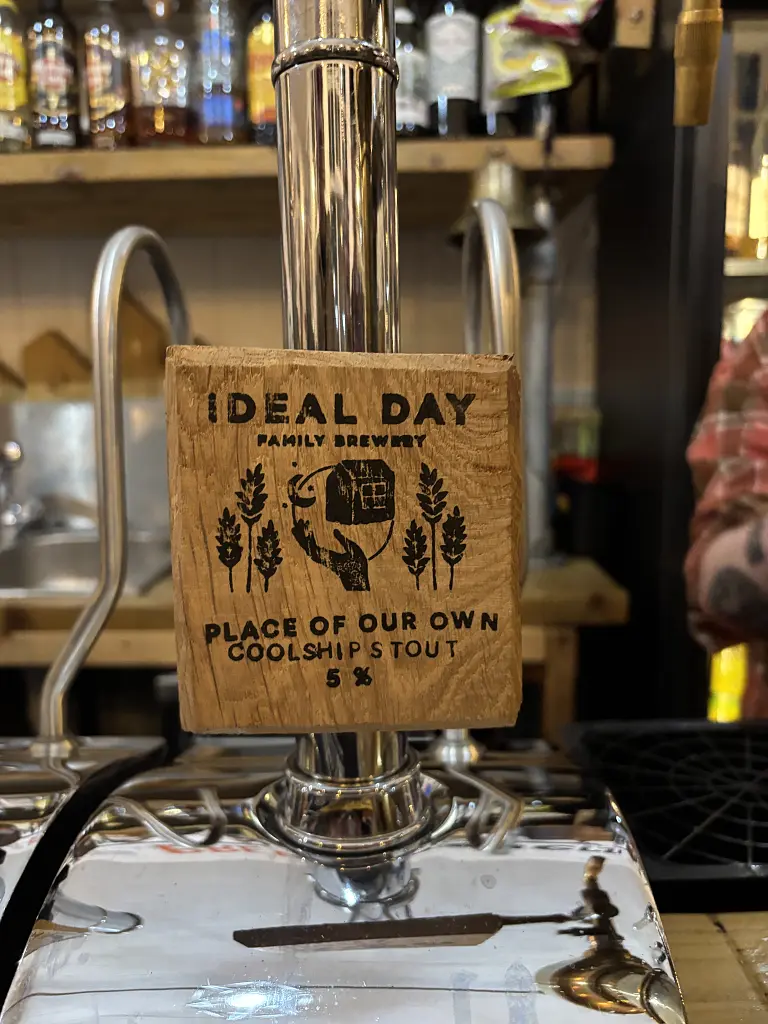 IDEAL DAY
FAMILY BREWERY
PLACE OF OUR OWN
COOLSHIP STOUT
5 %